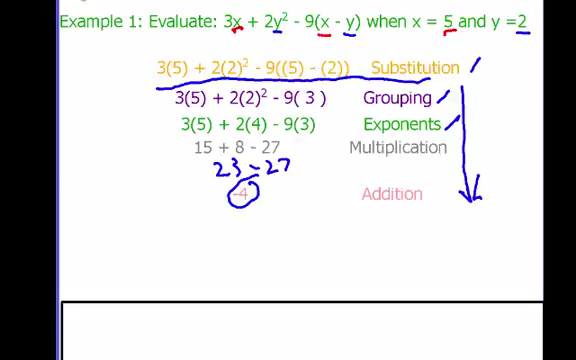 Example 1: Evaluate: 3x + 2y² - 9(x - y) when x = 5 and y =2
3(5) + 2(2)² - 9((5) - (2)) Substitution
3(5) + 2(2)² - 9( 3 ) Grouping
3(5) + 2(4) - 9(3) Exponents
15 + 8 - 27 Multiplication
23 - 27
-4 Addition